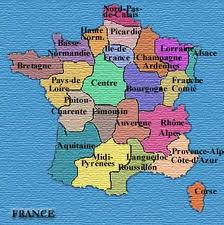 Nord-Pas-
de-Calais
Haute
Norm.
Picardie
Basse-
Normandie
Ile-de
France
Champagne
Ardennes
Lorraine
Alsace
Bretagne
Pays-de
Loire
Centre
Bourgogne
Franche
Comté
Poitou
Charente
Limousin
Auvergne
Rhône
Alpes
Aquitaine
Midi-
Pyrénées
Languedoc
Roussillon
Provence-Alp
Côte-d'Azur
Corse
FRANCE